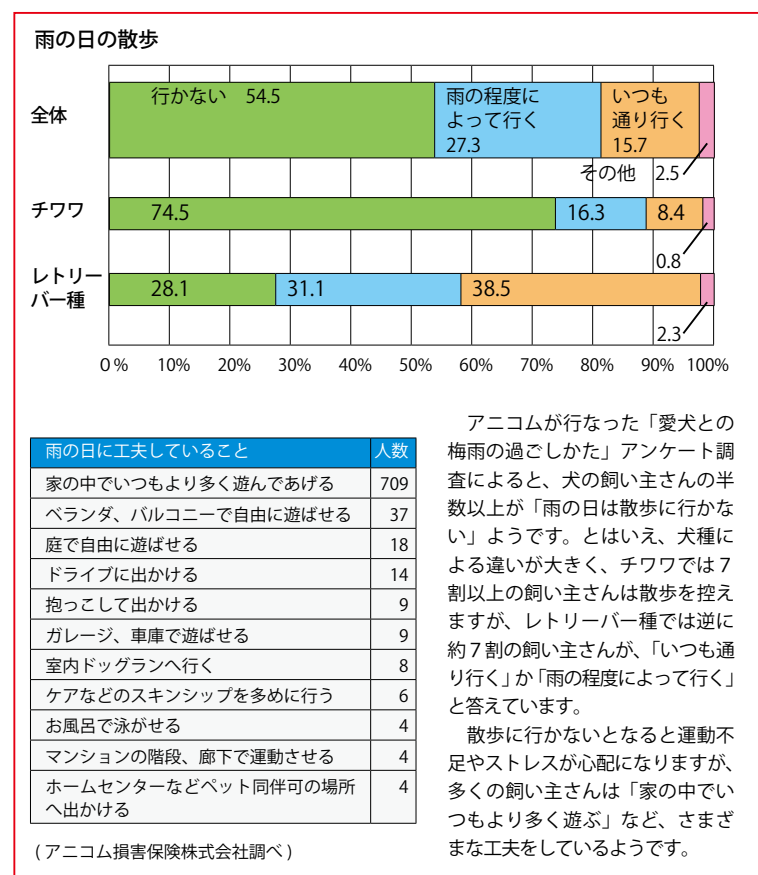 雨の日の散歩
全体
行かない 54.5
雨の程度に
よって行く
27.3
いつも
通り行く
15.7
その他 2.5
チワワ
74.5
16.3
8.4
0.8
レトリー
バー種
28.1
31.1
38.5
2.3
0% 10% 20% 30% 40% 50% 60% 70% 80% 90% 100%
雨の日に工夫していること 人数
家の中でいつもより多く遊んであげる 709
ベランダ、バルコニーで自由に遊ばせる 37
庭で自由に遊ばせる 18
ドライブに出かける 14
抱っこして出かける 9
ガレージ、車庫で遊ばせる 9
室内ドッグランへ行く 8
ケアなどのスキンシップを多めに行う 6
お風呂で泳がせる 4
マンションの階段、廊下で運動させる 4
ホームセンターなどペット同伴可の場所 4
へ出かける
(アニコム損害保険株式会社調べ)
アニコムが行なった「愛犬との
梅雨の過ごしかた」アンケート調
査によると、犬の飼い主さんの半
数以上が「雨の日は散歩に行かな
い」ようです。とはいえ、犬種に
よる違いが大きく、チワワでは７
割以上の飼い主さんは散歩を控え
ますが、レトリーバー種では逆に
約７割の飼い主さんが、「いつも通
り行く」か「雨の程度によって行く」
と答えています。
散歩に行かないとなると運動不
足やストレスが心配になりますが、
多くの飼い主さんは「家の中でい
つもより多く遊ぶ」など、さまざ
まな工夫をしているようです。